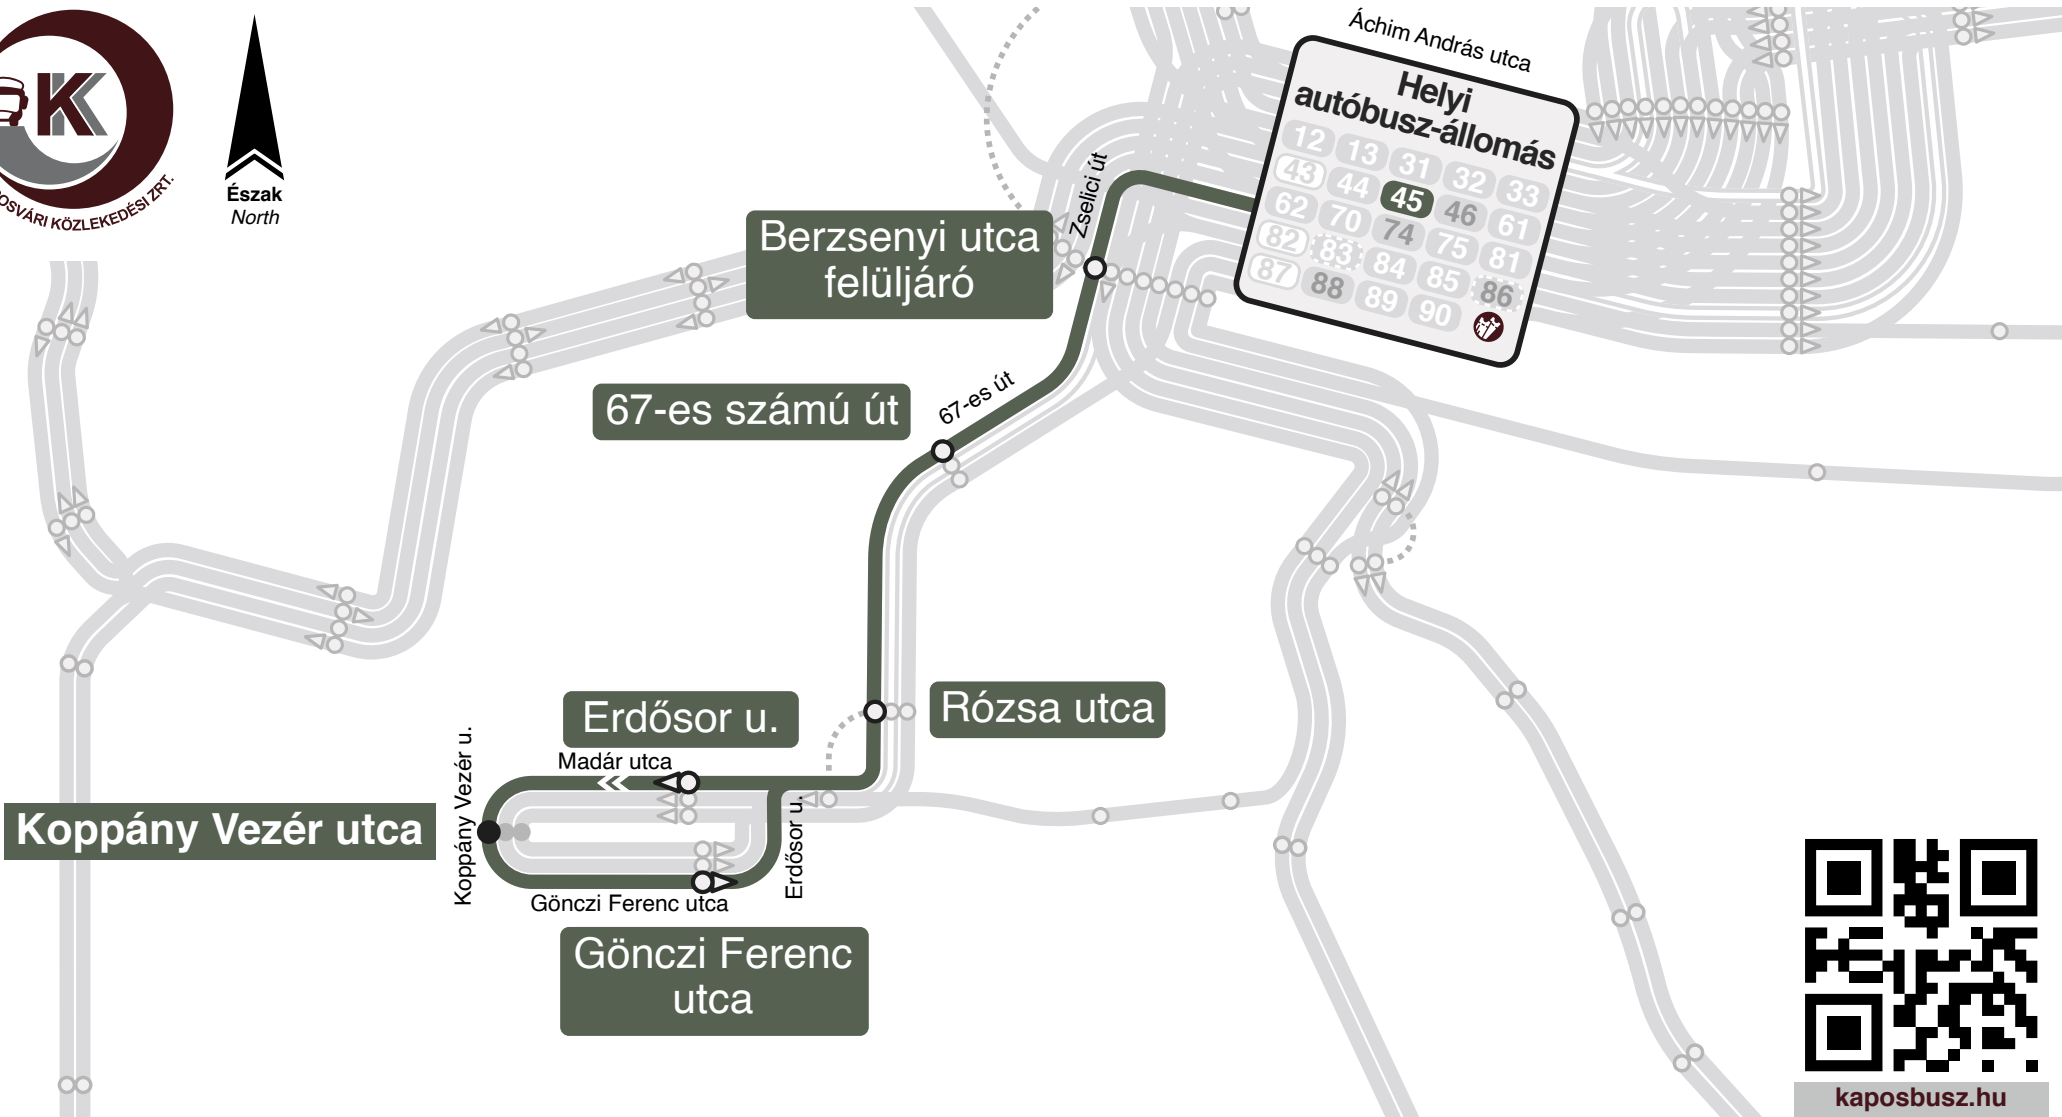 K
OSVÁRI KÖZLEKEDÉSI ZRT.
Észak
North
Áchim András utca
Helyi
autóbusz-állomás
12 13 31 32 33
43 44 45 46 61
62 70 74 75 81
82 83 84 85 86
87 88 89 90
Zselici út
Berzsenyi utca
felüljáró
67-es számú út
67-es út
Rózsa utca
Erdősor u.
Madár utca
Koppány Vezér u.
Koppány Vezér utca
Erdősor u.
Gönczi Ferenc utca
Gönczi Ferenc
utca
kaposbusz.hu